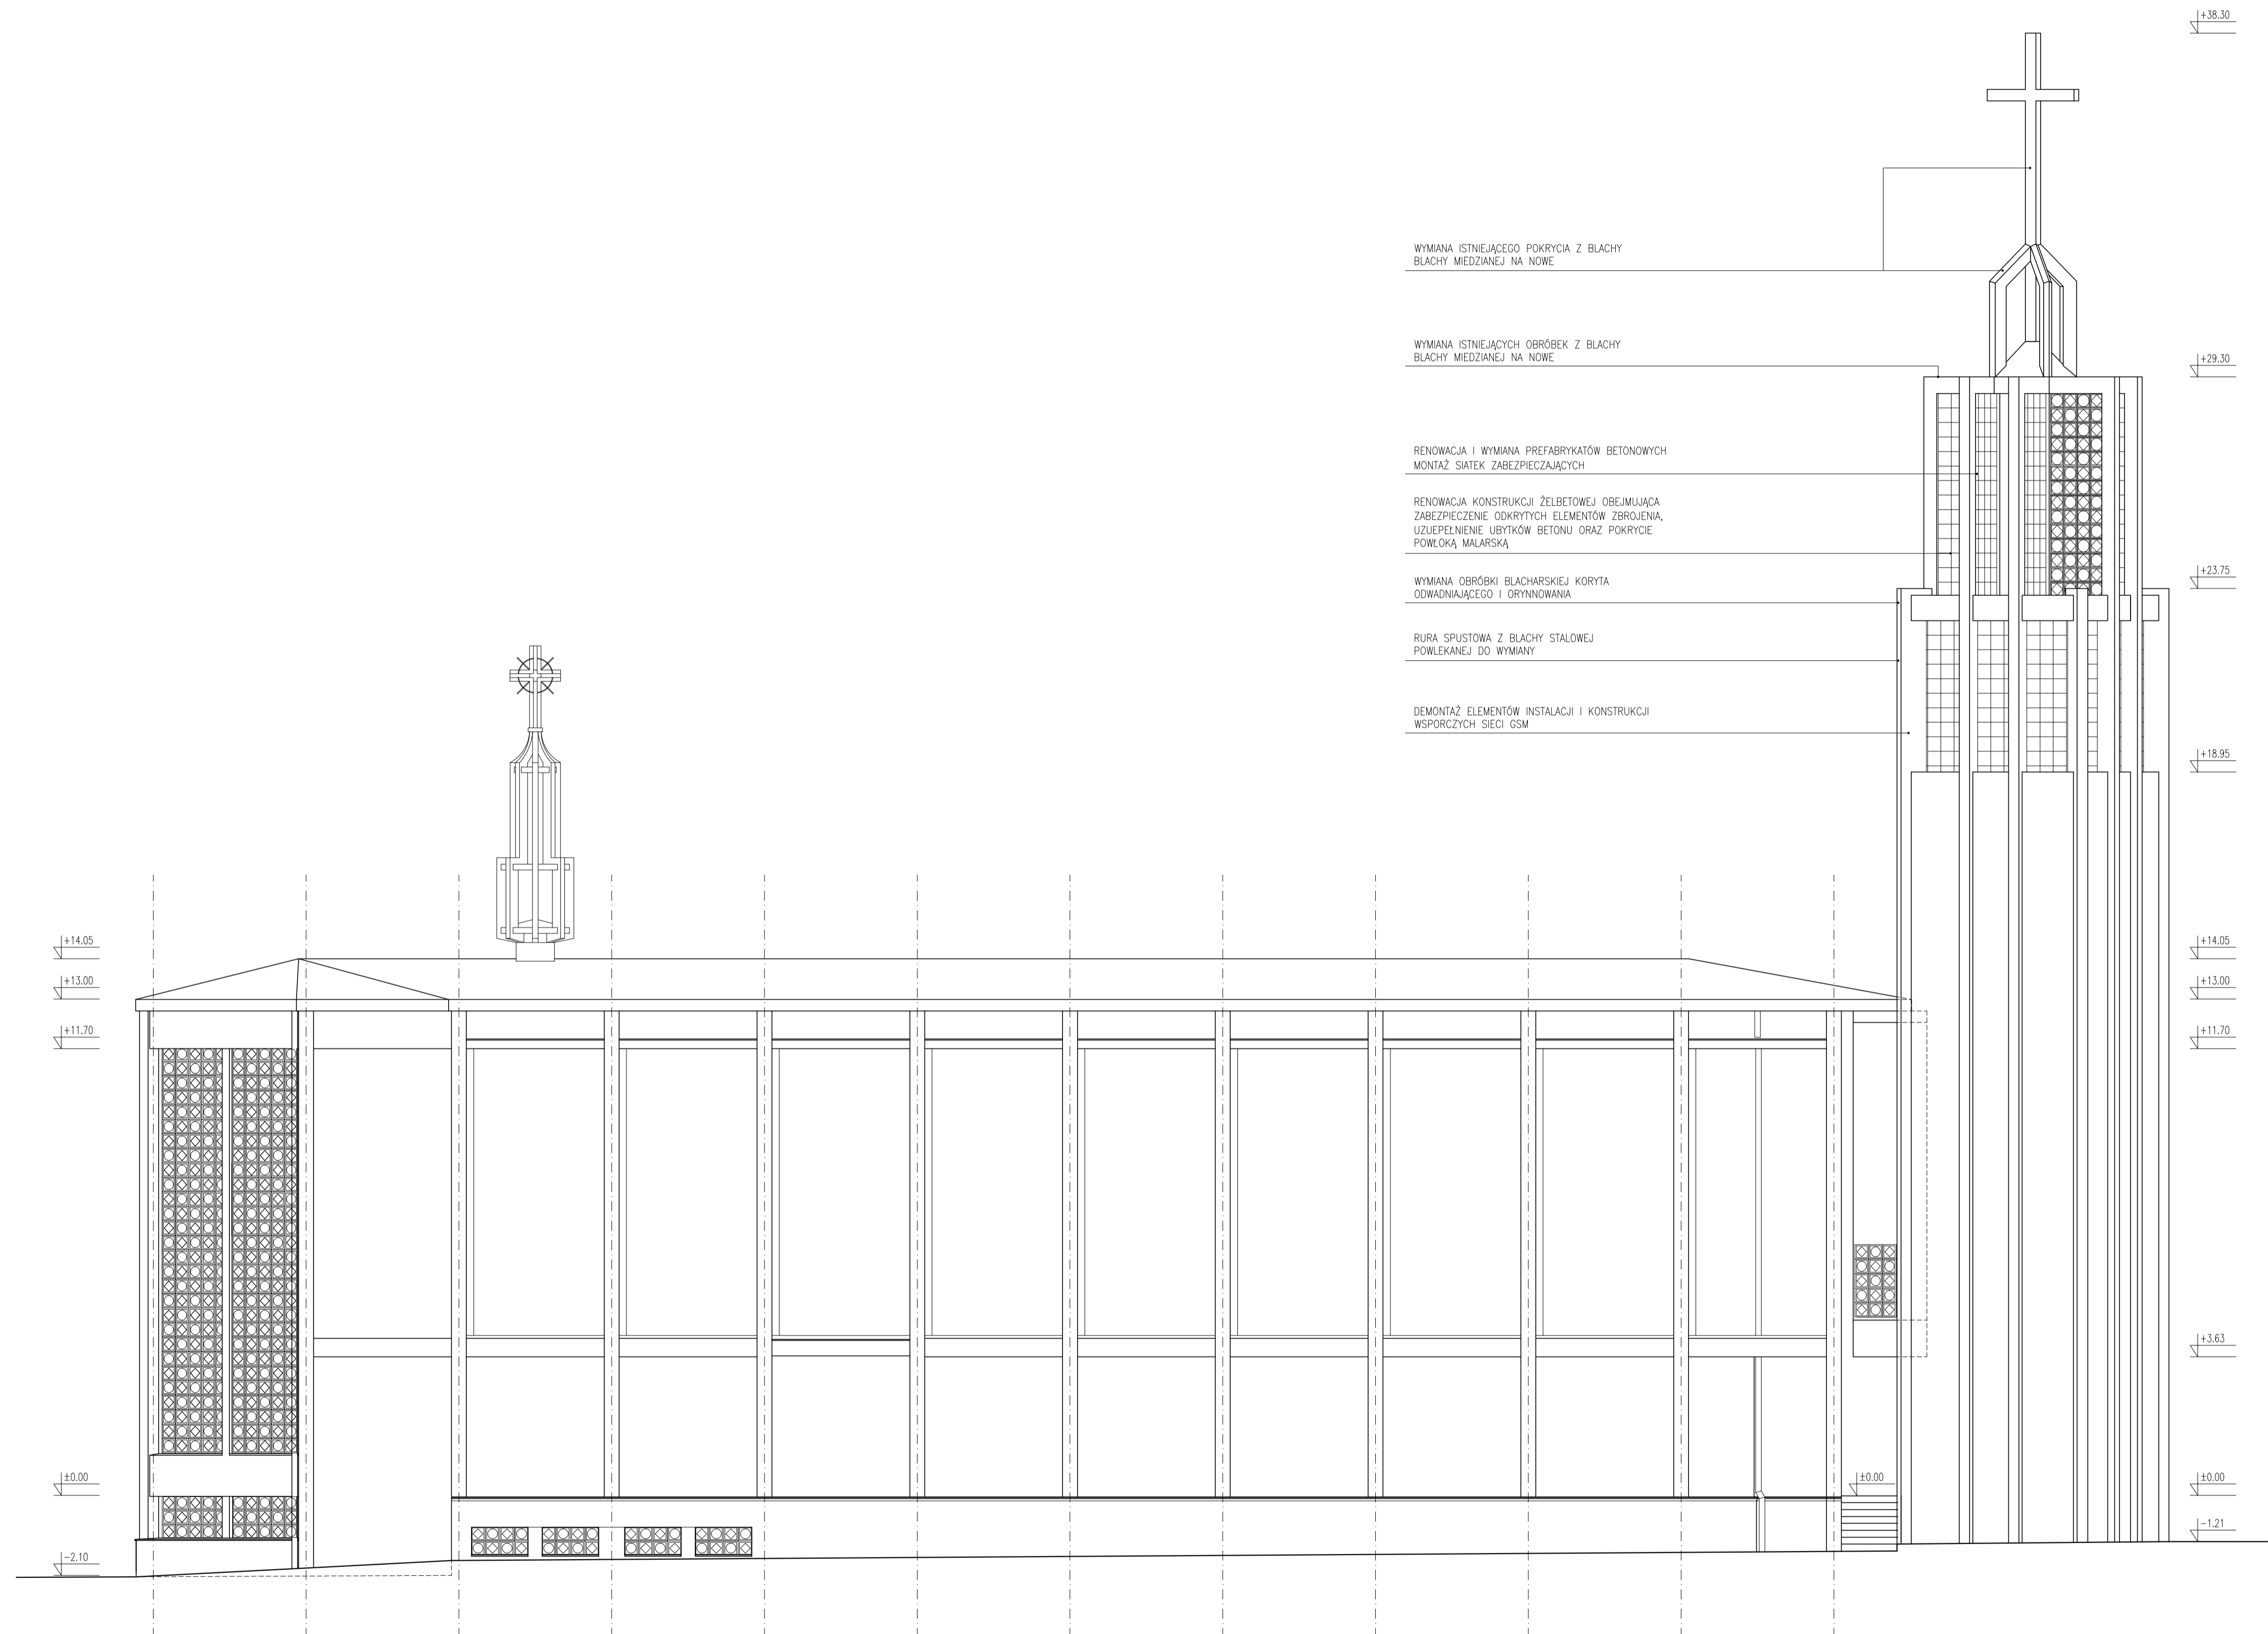 +38.30
WYMIANA ISTNIEJĄCEGO POKRYCIA Z BLACHY
BLACHY MIEDZIANEJ NA NOWE
WYMIANA ISTNIEJĄCYCH OBRÓBEK Z BLACHY
BLACHY MIEDZIANEJ NA NOWE
+29.30
RENOWACJA I WYMIANA PREFABRYKATÓW BETONOWYCH
MONTAŻ SIATEK ZABEZPIECZAJĄCYCH
RENOWACJA KONSTRUKCJI ŻELBETOWEJ OBEJMUJĄCA
ZABEZPIECZENIE ODKRYTYCH ELEMENTÓW ZBROJENIA,
UZUEPEŁNIENIE UBYTKÓW BETONU ORAZ POKRYCIE
POWŁOKĄ MALARSKĄ
+23.75
WYMIANA OBRÓBKI BLACHARSKIEJ KORYTA
ODWADNIAJĄCEGO I ORYNNOWANIA
RURA SPUSTOWA Z BLACHY STALOWEJ
POWLEKANEJ DO WYMIANY
DEMONTAŻ ELEMENTÓW INSTALACJI I KONSTRUKCJI
WSPORCZYCH SIECI GSM
+18.95
+14.05
+14.05
+13.00
+13.00
+11.70
+11.70
+3.63
±0.00
±0.00
±0.00
-1.21
-2.10